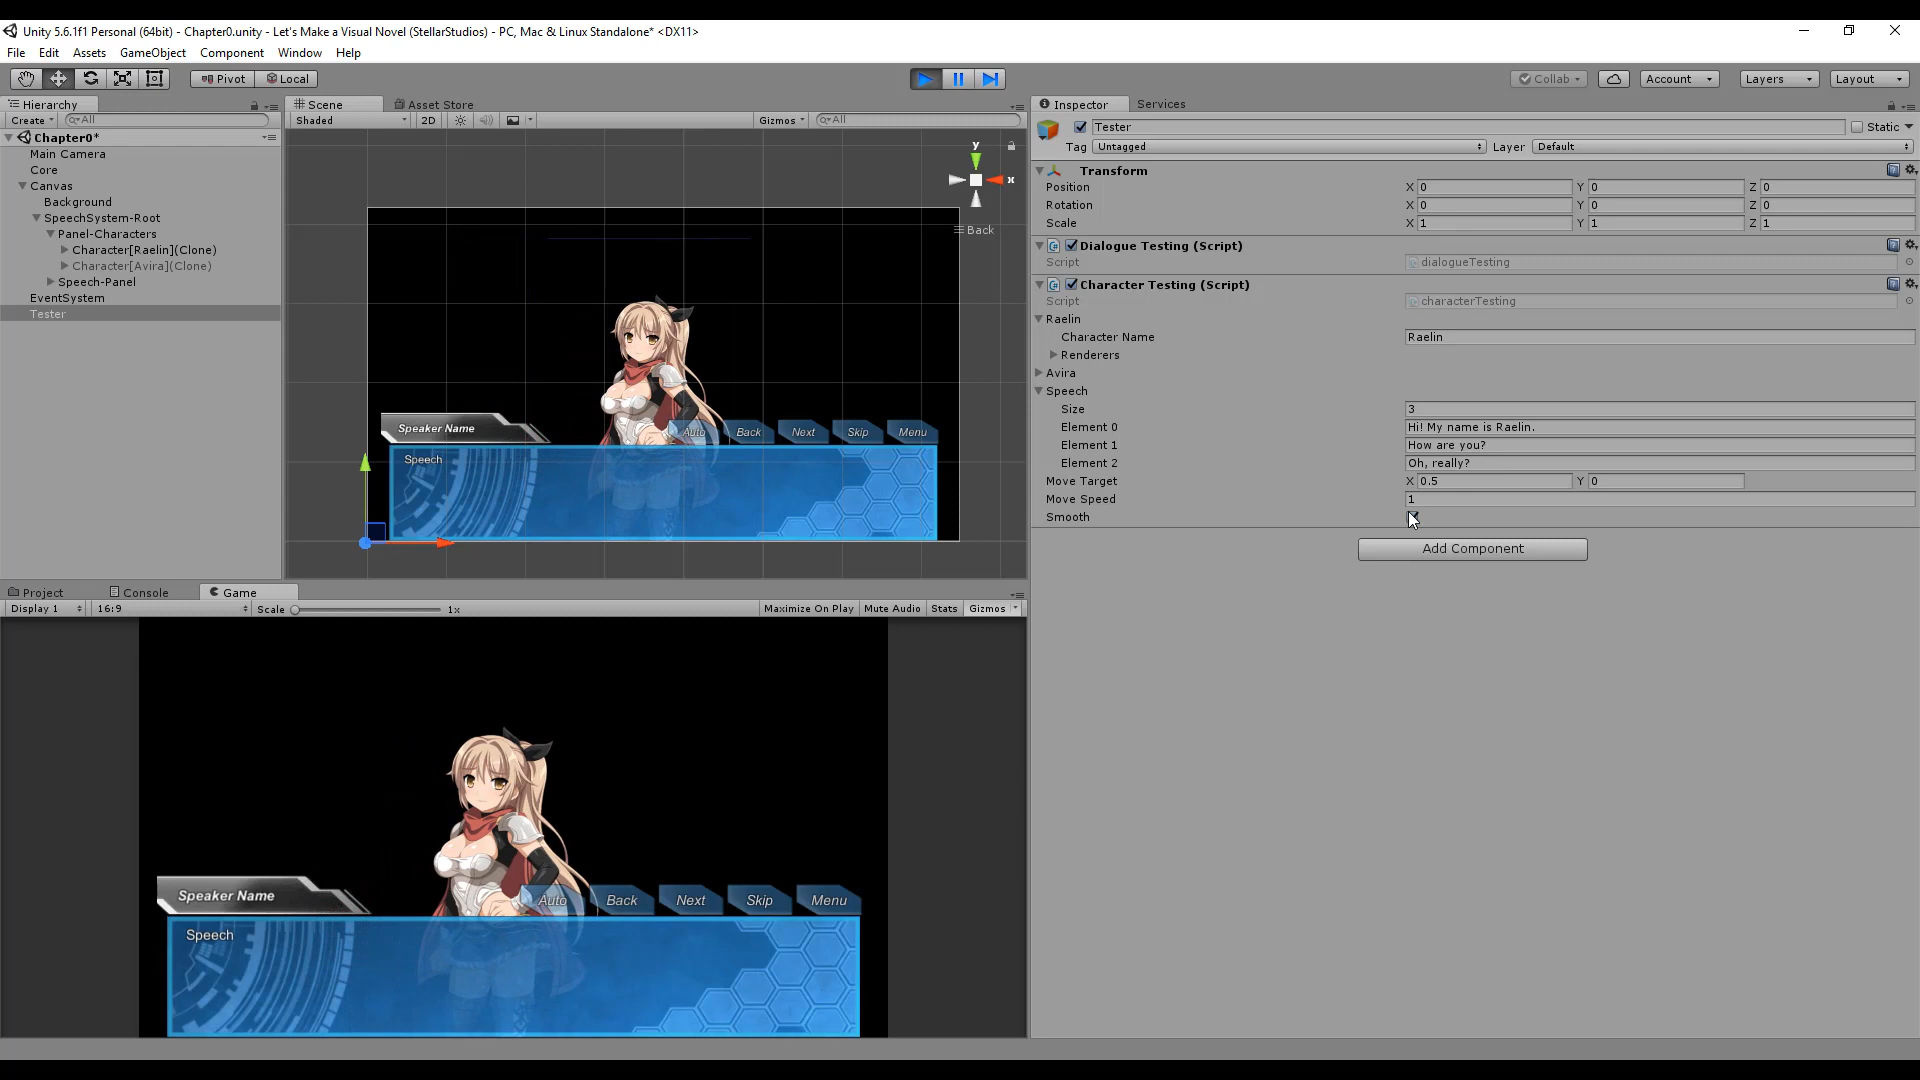 Unity 5.6.1f1 Personal (64bit) - Chapter0.unity - Let's Make a Visual Novel (StellarStudios) - PC, Mac & Linux Standalone* <DX11>
File Edit Assets GameObject Component Window Help
Pivot Local Collab Account Layers Layout
Hierarchy
Create All
Chapter0*
Main Camera
Core
Canvas
Background
SpeechSystem-Root
Panel-Characters
Character[Raelin](Clone)
Character[Avira](Clone)
Speech-Panel
EventSystem
Tester
Scene Asset Store
Shaded 2D Gizmos All
y
x
Back
Speaker Name
Auto Back Next Skip Menu
Speech
Project Console Game
Display 1 16:9 Scale 1x Maximize On Play Mute Audio Stats Gizmos
Speaker Name
Auto Back Next Skip Menu
Speech
Inspector Services
Tester Static
Tag Untagged Layer Default
Transform
Position X 0 Y 0 Z 0
Rotation X 0 Y 0 Z 0
Scale X 1 Y 1 Z 1
Dialogue Testing (Script)
Script dialogueTesting
Character Testing (Script)
Script characterTesting
Raelin
Character Name Raelin
Renderers
Avira
Speech
Size 3
Element 0 Hi! My name is Raelin.
Element 1 How are you?
Element 2 Oh, really?
Move Target X 0.5 Y 0
Move Speed 1
Smooth
Add Component